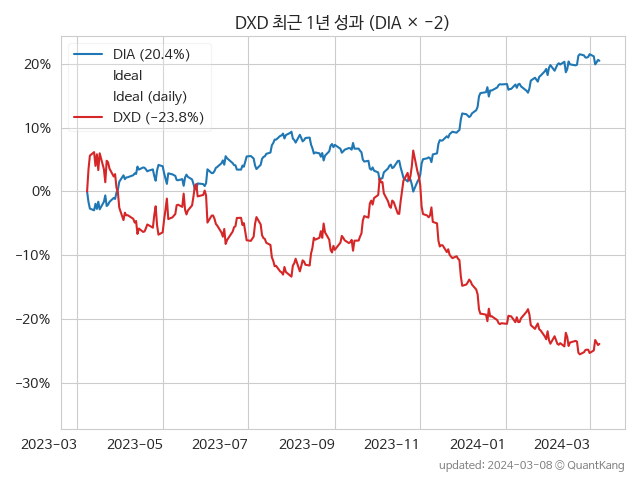 DXD 최근 1년 성과 (DIA × −2)
DIA (20.4%)
Ideal
Ideal (daily)
DXD (−23.8%)
20%
10%
0%
−10%
−20%
−30%
2023-03
2023-05
2023-07
2023-09
2023-11
2024-01
2024-03
updated: 2024-03-08 © QuantKang